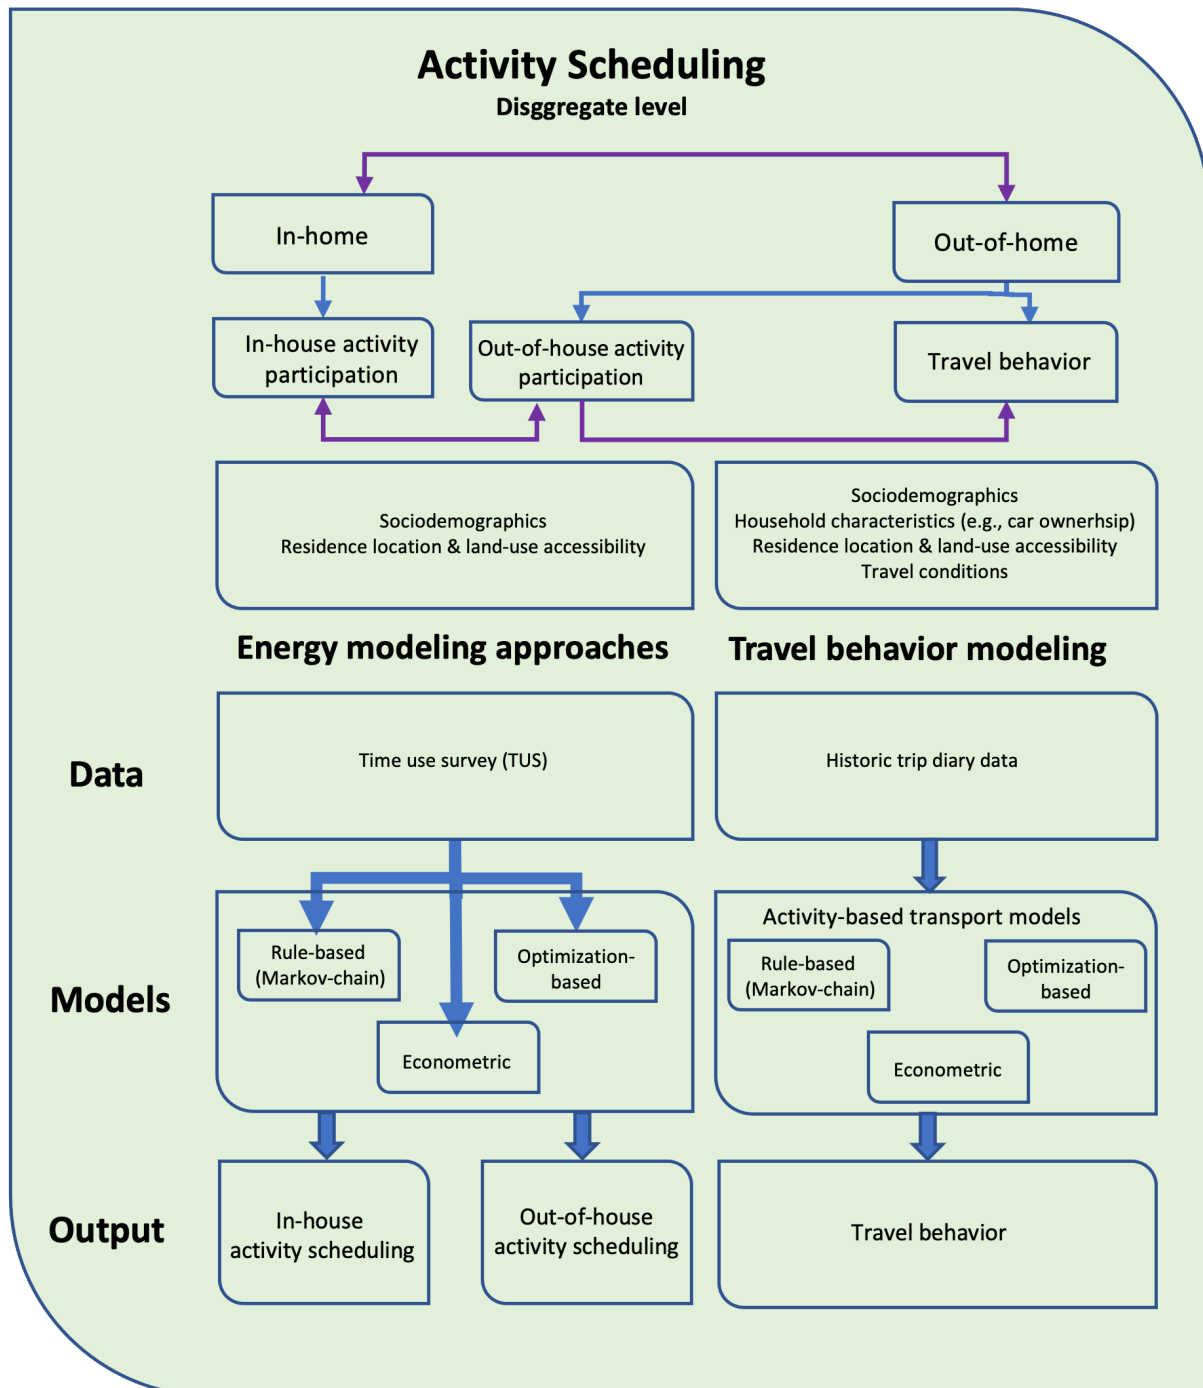 Activity Scheduling
Disggregate level
In-home
Out-of-home
In-house activity
participation
Out-of-house activity
participation
Travel behavior
Sociodemographics
Residence location & land-use accessibility
Sociodemographics
Household characteristics (e.g., car ownerhsip)
Residence location & land-use accessibility
Travel conditions
Energy modeling approaches
Travel behavior modeling
Data
Time use survey (TUS)
Historic trip diary data
Models
Rule-based
(Markov-chain)
Optimization-
based
Econometric
Activity-based transport models
Rule-based
(Markov-chain)
Optimization-
based
Econometric
Output
In-house
activity scheduling
Out-of-house
activity scheduling
Travel behavior